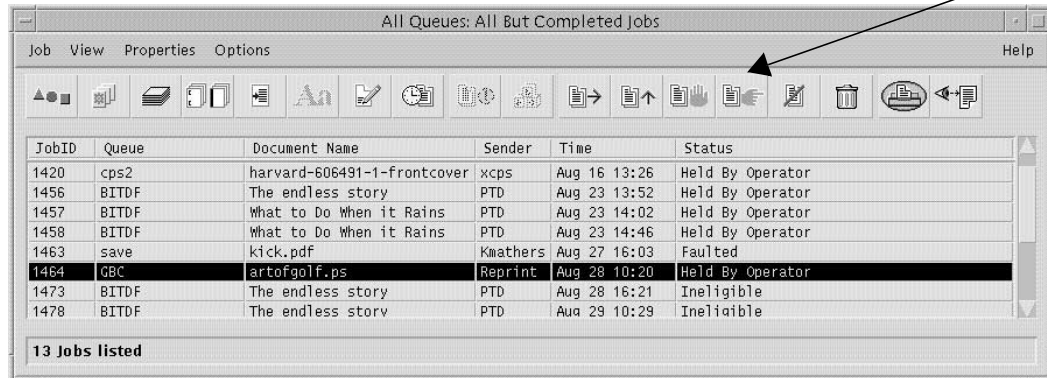 All Queues: All But Completed Jobs
Job View Properties Options Help
Aa
JobID Queue Document Name Sender Time Status
1420 cps2 harvard-606491-1-frontcover xcps Aug 16 13:26 Held By Operator
1456 BITDF The endless story PTD Aug 23 13:52 Held By Operator
1457 BITDF What to Do When it Rains PTD Aug 23 14:02 Held By Operator
1458 BITDF What to Do When it Rains PTD Aug 23 14:46 Held By Operator
1463 save kick.pdf Kmathers Aug 27 16:03 Faulted
1464 GBC artofgolf.ps Reprint Aug 28 10:20 Held By Operator
1473 BITDF The endless story PTD Aug 28 16:21 Ineligible
1478 BITDF The endless story PTD Aug 29 10:29 Ineligible
13 Jobs listed